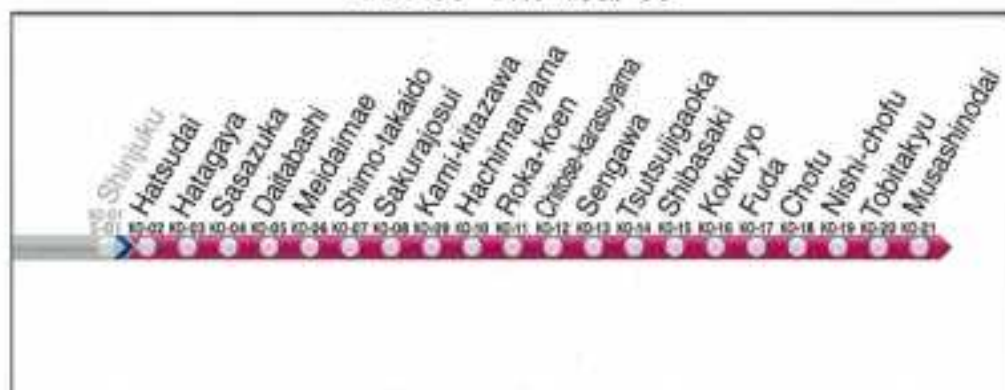 Shinjuku
Hatsudai
Hatagaya
Sasazuka
Daitabashi
Meidaimae
Shimo-takaido
Sakurajosui
Kami-kitazawa
Hachimanyama
Roka-koen
Chitose-karasuyama
Sengawa
Tsutsujigaoka
Shibasaki
Kokuryo
Fuda
Chofu
Nishi-chofu
Tobitakyu
Musashinodai
KO-01 KO-02 KO-03 KO-04 KO-05 KO-06 KO-07 KO-08 KO-09 KO-10 KO-11 KO-12 KO-13 KO-14 KO-15 KO-16 KO-17 KO-18 KO-19 KO-20 KO-21